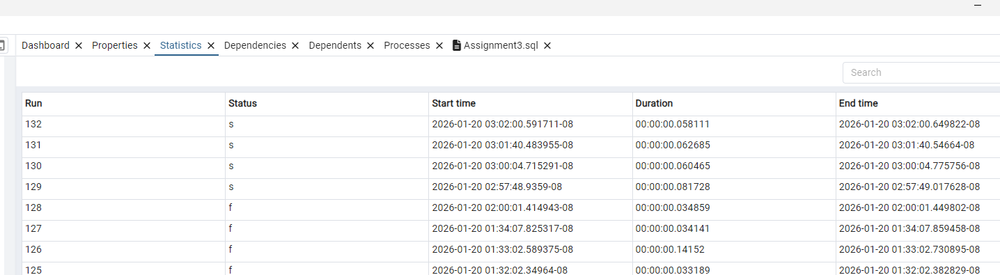 Dashboard Properties Statistics Dependencies Dependents Processes Assignment3.sql
Search
Run Status Start time Duration End time
132 s 2026-01-20 03:02:00.591711-08 00:00:00.058111 2026-01-20 03:02:00.649822-08
131 s 2026-01-20 03:01:40.483955-08 00:00:00.062685 2026-01-20 03:01:40.54664-08
130 s 2026-01-20 03:00:04.715291-08 00:00:00.060465 2026-01-20 03:00:04.775756-08
129 s 2026-01-20 02:57:48.9359-08 00:00:00.081728 2026-01-20 02:57:49.017628-08
128 f 2026-01-20 02:00:01.414943-08 00:00:00.034859 2026-01-20 02:00:01.449802-08
127 f 2026-01-20 01:34:07.825317-08 00:00:00.034141 2026-01-20 01:34:07.859458-08
126 f 2026-01-20 01:33:02.589375-08 00:00:00.14152 2026-01-20 01:33:02.730895-08
125 f 2026-01-20 01:32:02.34964-08 00:00:00.033189 2026-01-20 01:32:02.382829-08